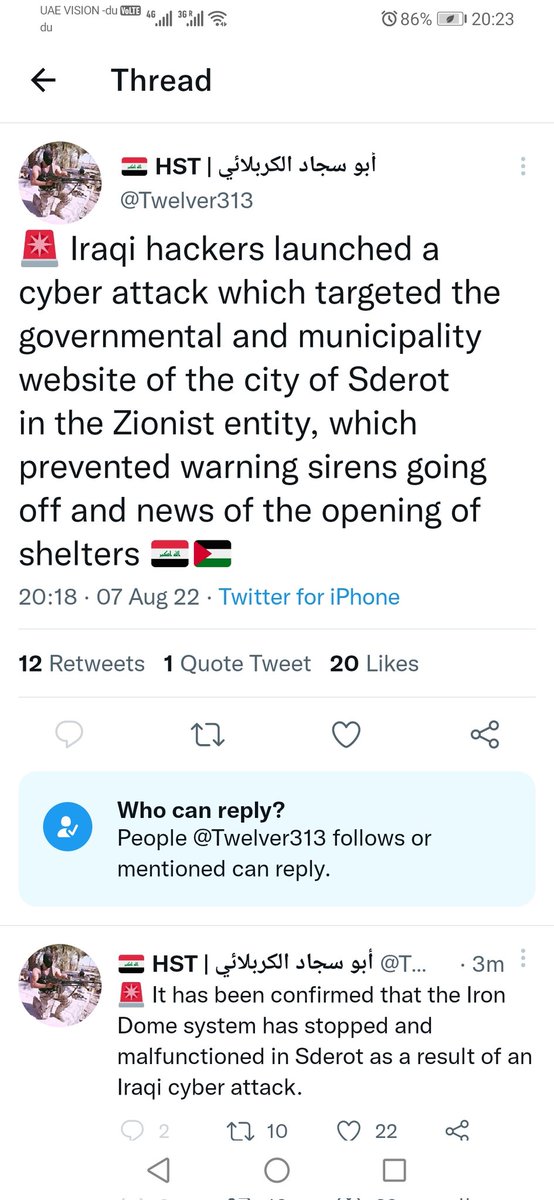 UAE VISION -du VoLTE 4G 3G R 86% 20:23
du
Thread
HST | أبو سجاد الكربلائي
@Twelver313
Iraqi hackers launched a
cyber attack which targeted the
governmental and municipality
website of the city of Sderot
in the Zionist entity, which
prevented warning sirens going
off and news of the opening of
shelters
20:18 · 07 Aug 22 · Twitter for iPhone
12 Retweets 1 Quote Tweet 20 Likes
Who can reply?
People @Twelver313 follows or
mentioned can reply.
HST | أبو سجاد الكربلائي @T... · 3m
It has been confirmed that the Iron
Dome system has stopped and
malfunctioned in Sderot as a result of an
Iraqi cyber attack.
2 10 22